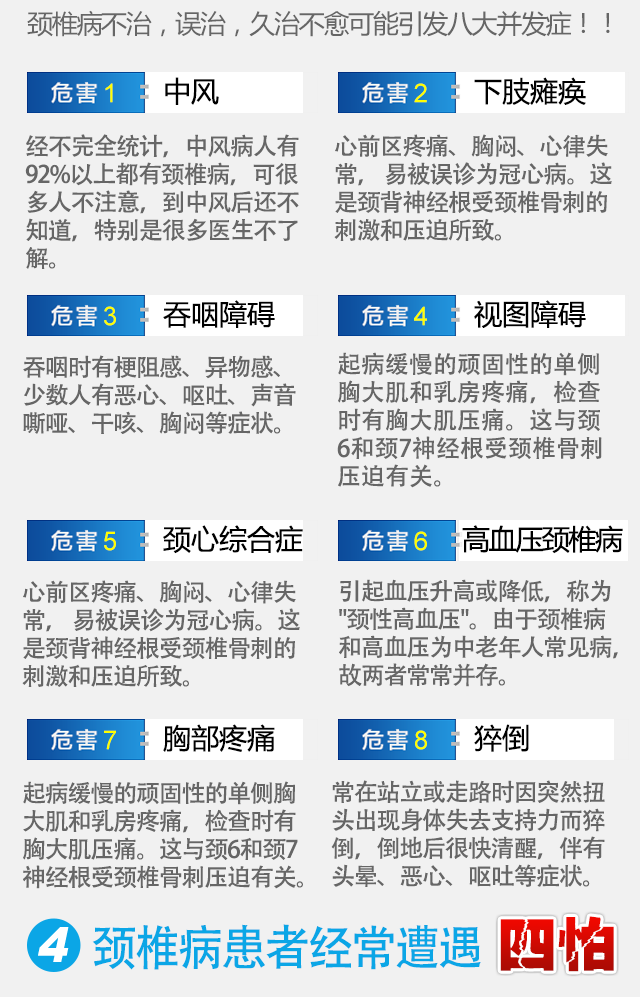 颈椎病不治，误治，久治不愈可能引发八大并发症！！
危害1 中风
经不完全统计，中风病人有
92%以上都有颈椎病，可很
多人不注意，到中风后还不
知道，特别是很多医生不了
解。
危害2 下肢瘫痪
心前区疼痛、胸闷、心律失
常， 易被误诊为冠心病。这
是颈背神经根受颈椎骨刺的
刺激和压迫所致。
危害3 吞咽障碍
吞咽时有梗阻感、异物感、
少数人有恶心、呕吐、声音
嘶哑、干咳、胸闷等症状。
危害4 视图障碍
起病缓慢的顽固性的单侧
胸大肌和乳房疼痛，检查
时有胸大肌压痛。这与颈
6和颈7神经根受颈椎骨刺
压迫有关。
危害5 颈心综合症
心前区疼痛、胸闷、心律失
常， 易被误诊为冠心病。这
是颈背神经根受颈椎骨刺的
刺激和压迫所致。
危害6 高血压颈椎病
引起血压升高或降低，称为
"颈性高血压"。由于颈椎病
和高血压为中老年人常见病,
故两者常常并存。
危害7 胸部疼痛
起病缓慢的顽固性的单侧胸
大肌和乳房疼痛，检查时有
胸大肌压痛。这与颈6和颈7
神经根受颈椎骨刺压迫有关。
危害8 猝倒
常在站立或走路时因突然扭
头出现身体失去支持力而猝
倒，倒地后很快清醒，伴有
头晕、恶心、呕吐等症状。
4 颈椎病患者经常遭遇 四怕